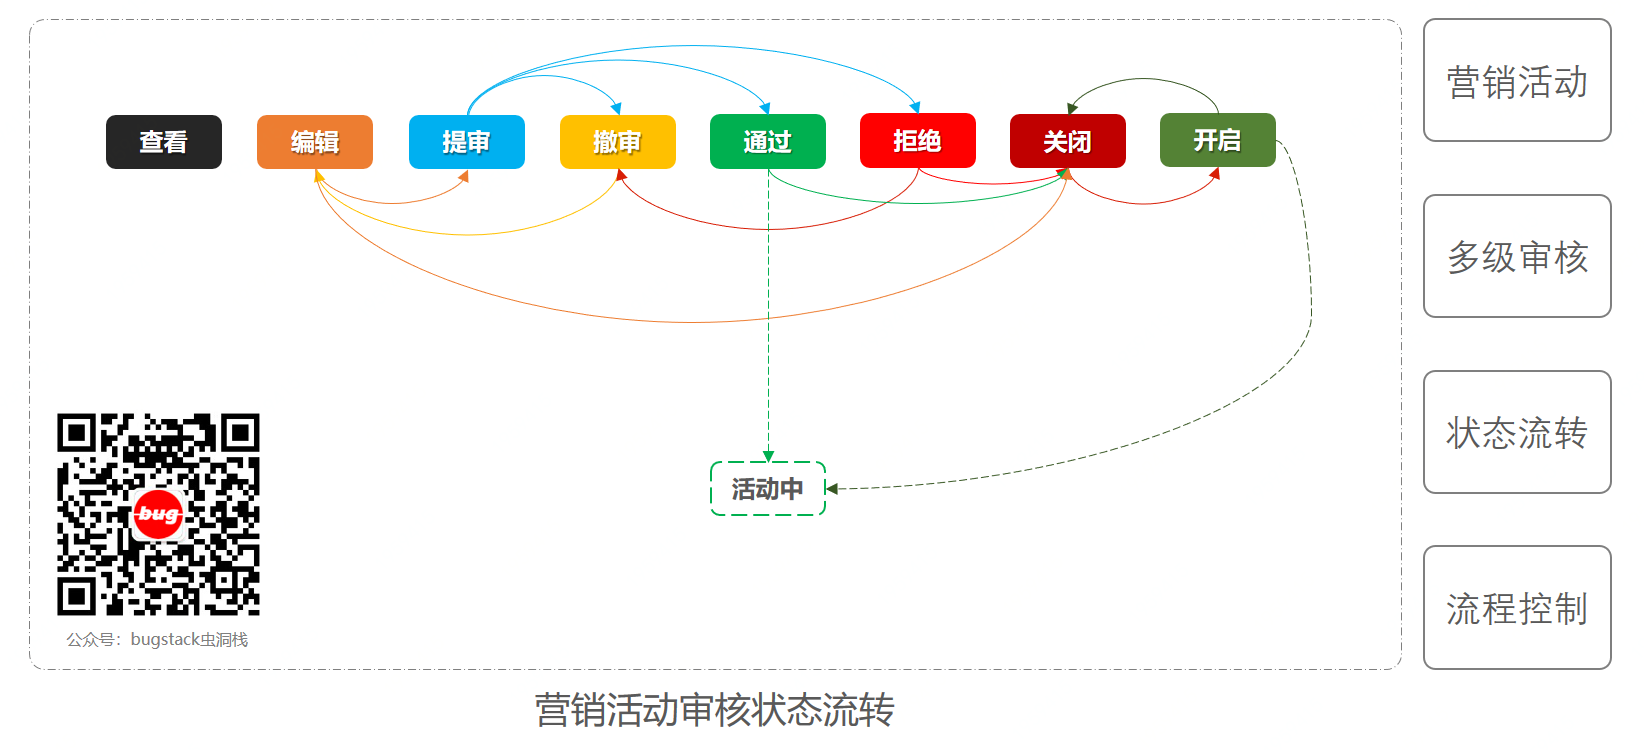 查看
编辑
提审
撤审
通过
拒绝
关闭
开启
活动中
bug
公众号：bugstack虫洞栈
营销活动审核状态流转
营销活动
多级审核
状态流转
流程控制